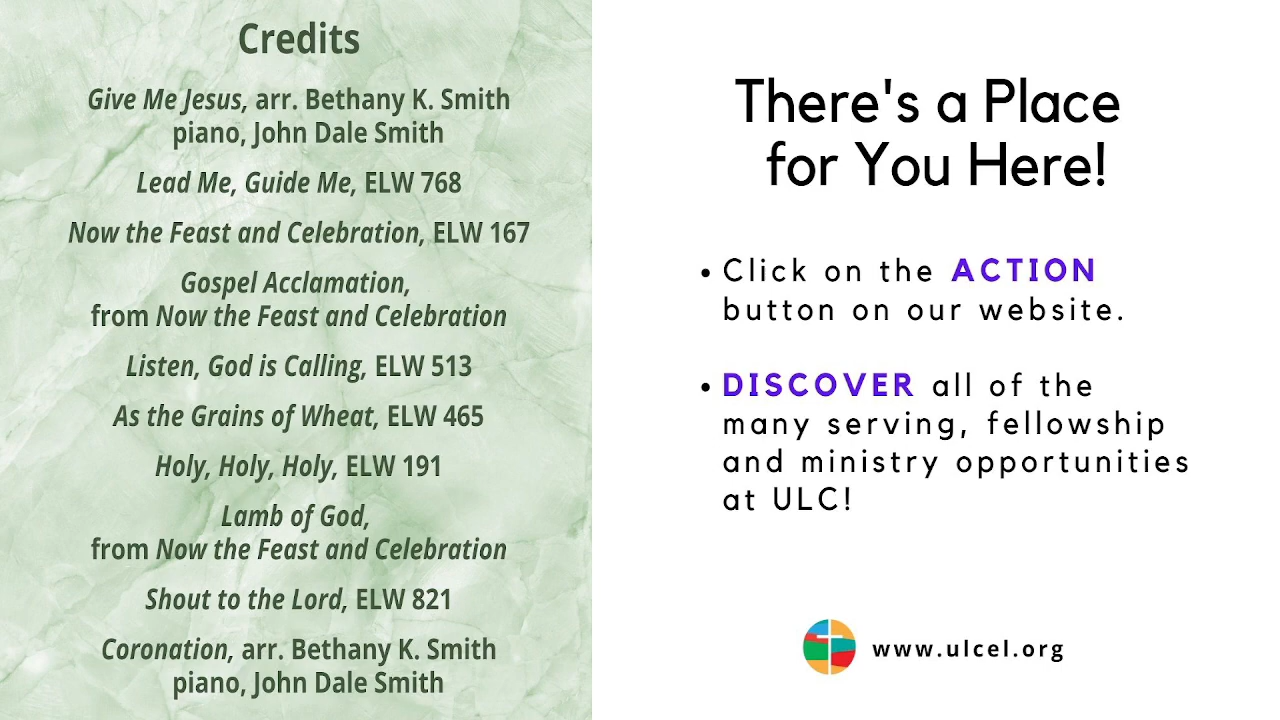 Credits
Give Me Jesus, arr. Bethany K. Smith
piano, John Dale Smith
Lead Me, Guide Me, ELW 768
Now the Feast and Celebration, ELW 167
Gospel Acclamation,
from Now the Feast and Celebration
Listen, God is Calling, ELW 513
As the Grains of Wheat, ELW 465
Holy, Holy, Holy, ELW 191
Lamb of God,
from Now the Feast and Celebration
Shout to the Lord, ELW 821
Coronation, arr. Bethany K. Smith
piano, John Dale Smith
There's a Place
for You Here!
• Click on the ACTION
button on our website.
• DISCOVER all of the
many serving, fellowship
and ministry opportunities
at ULC!
www.ulcel.org